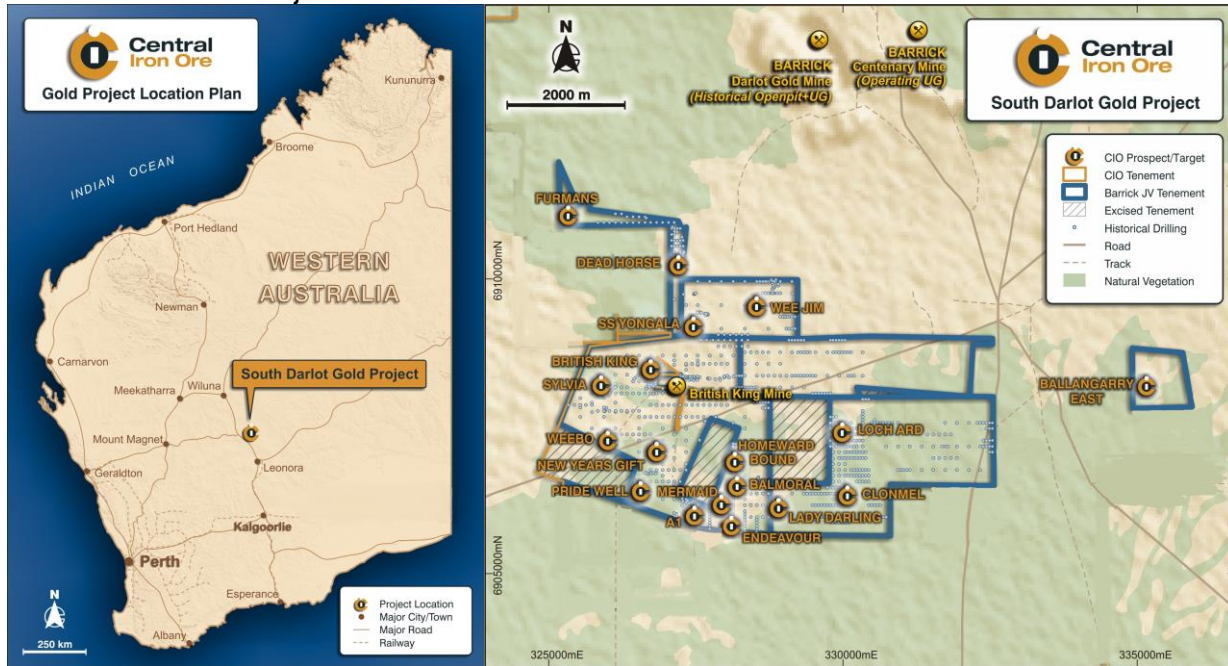 Central
Iron Ore
Gold Project Location Plan
Kununurra
Broome
INDIAN OCEAN
Port Hedland
WESTERN
AUSTRALIA
Newman
Carnarvon
South Darlot Gold Project
Meekatharra
Wiluna
Mount Magnet
Leonora
Geraldton
Kalgoorlie
Perth
Esperance
Albany
N
250 km
Project Location
Major City/Town
Major Road
Railway
N
2000 m
BARRICK
Darlot Gold Mine
(Historical Openpit+UG)
BARRICK
Centenary Mine
(Operating UG)
Central
Iron Ore
South Darlot Gold Project
CIO Prospect/Target
CIO Tenement
Barrick JV Tenement
Excised Tenement
Historical Drilling
Road
Track
Natural Vegetation
FURMANS
DEAD HORSE
6910000mN
WEE JIM
SS YONGALA
BRITISH KING
SYLVIA
British King Mine
BALLANGARRY
EAST
WEEBO
LOCH ARD
NEW YEARS GIFT
HOMEWARD
BOUND
PRIDE WELL
MERMAID
BALMORAL
CLONMEL
A1
LADY DARLING
ENDEAVOUR
6905000mN
325000mE
330000mE
335000mE